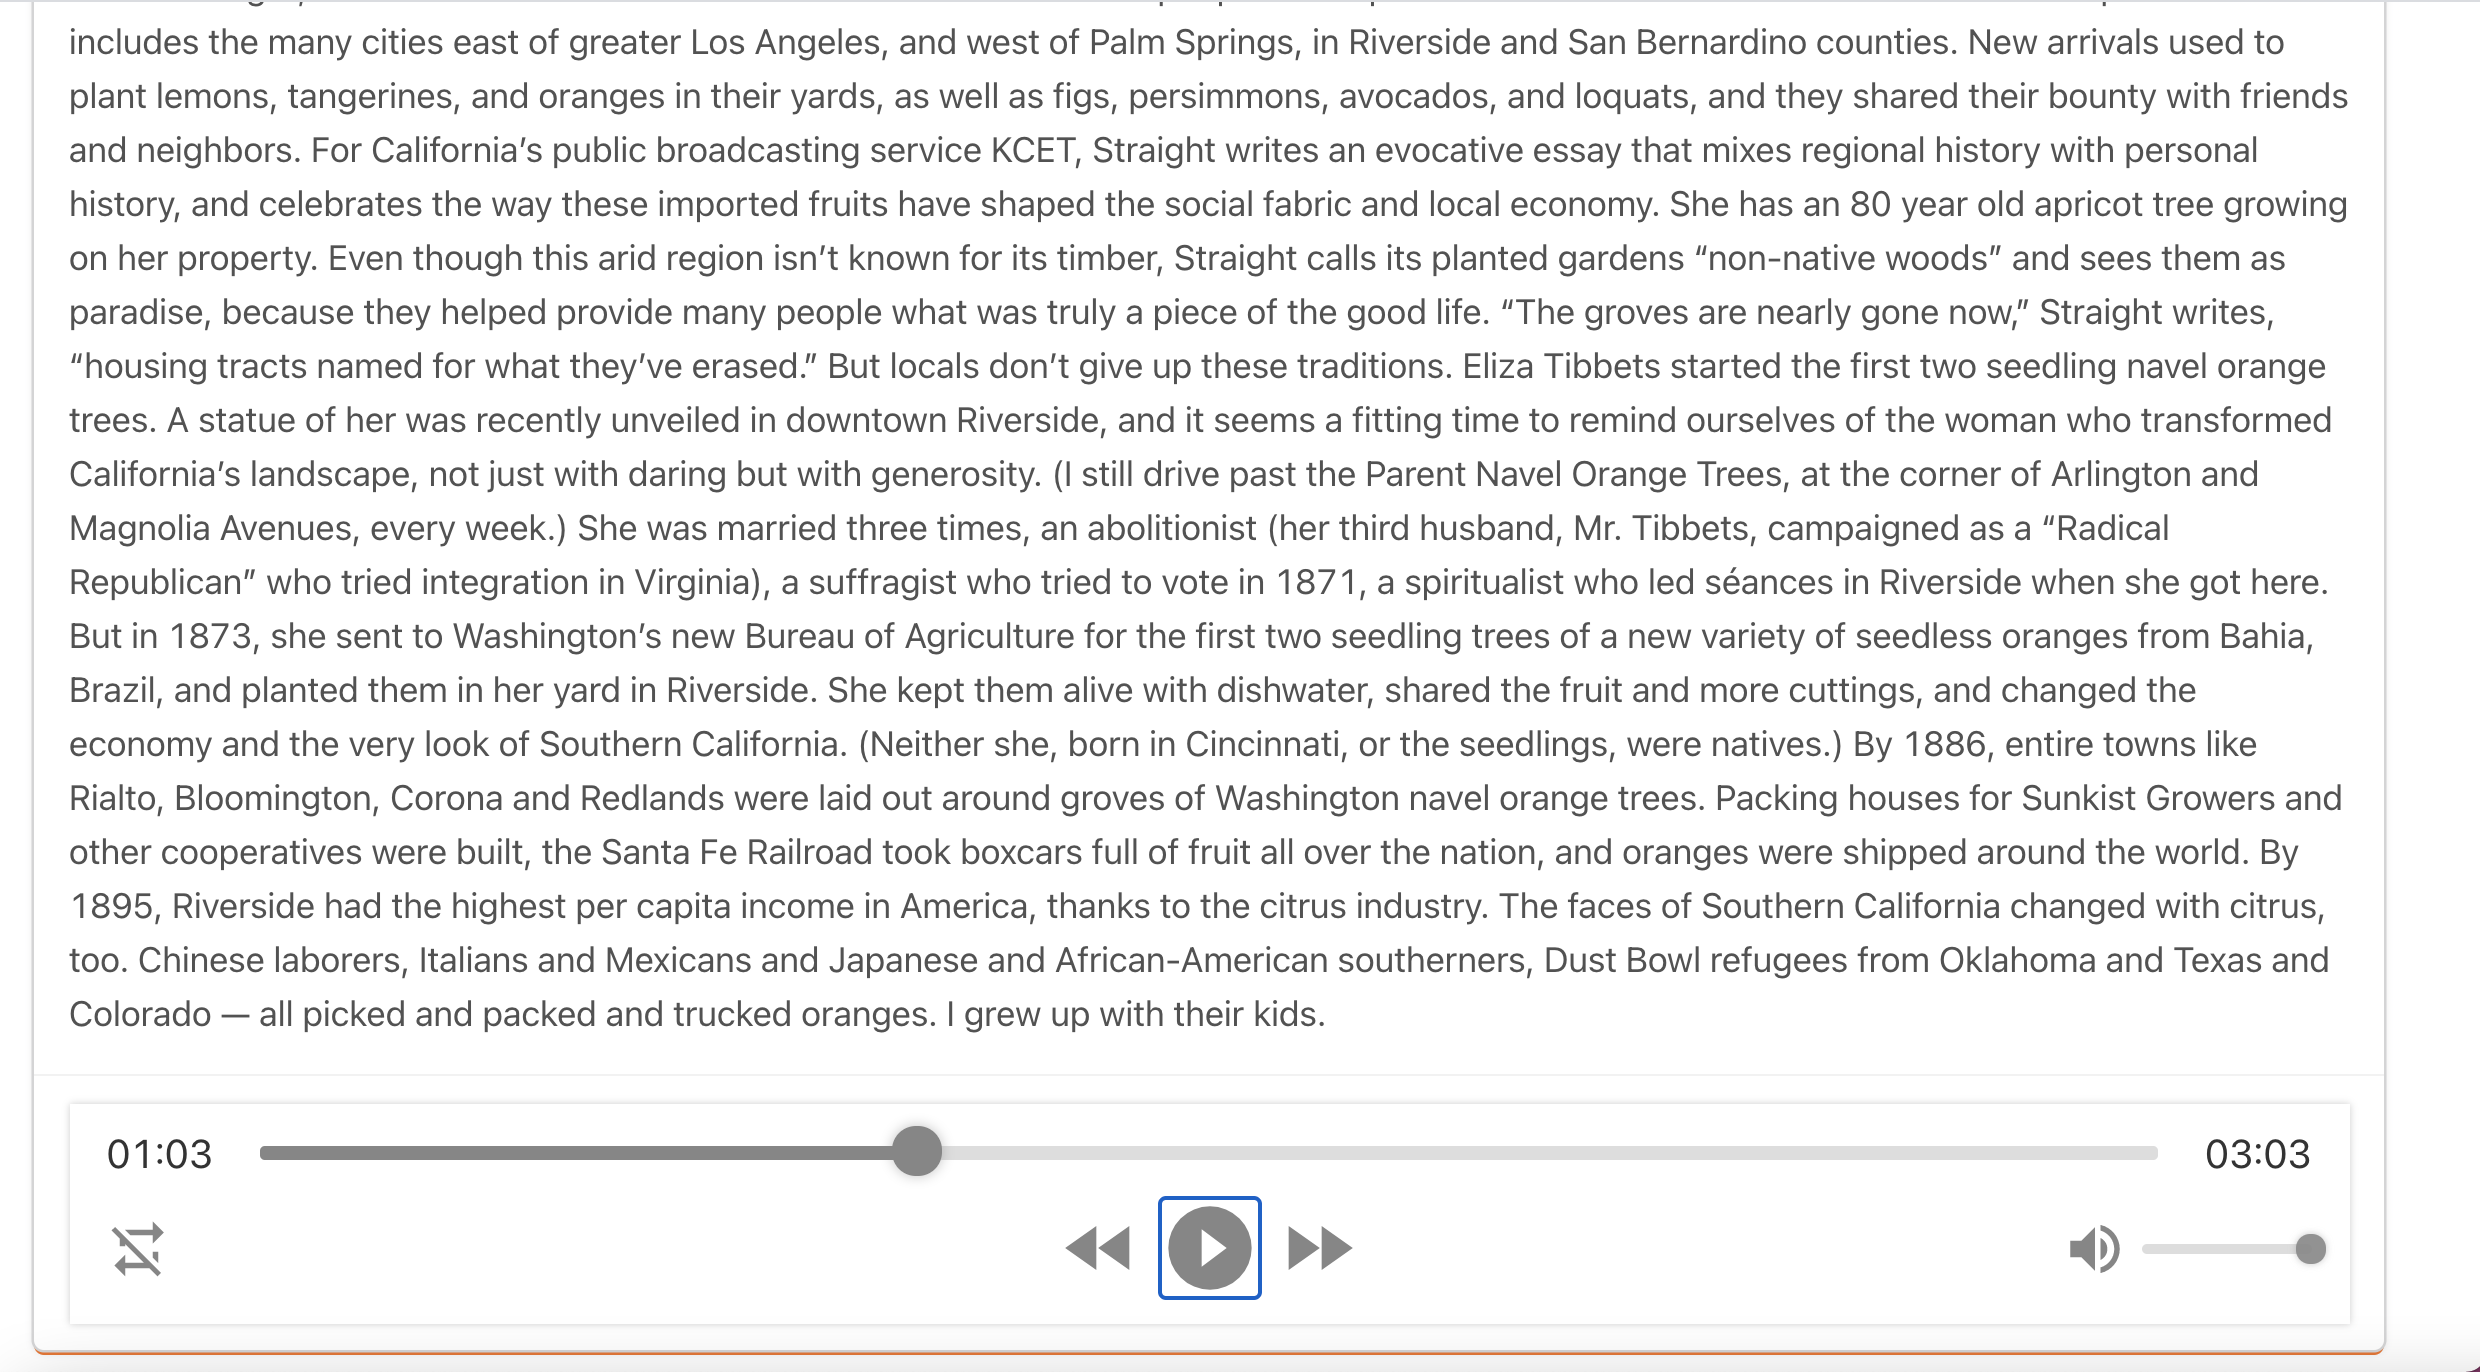 includes the many cities east of greater Los Angeles, and west of Palm Springs, in Riverside and San Bernardino counties. New arrivals used to
plant lemons, tangerines, and oranges in their yards, as well as figs, persimmons, avocados, and loquats, and they shared their bounty with friends
and neighbors. For California’s public broadcasting service KCET, Straight writes an evocative essay that mixes regional history with personal
history, and celebrates the way these imported fruits have shaped the social fabric and local economy. She has an 80 year old apricot tree growing
on her property. Even though this arid region isn’t known for its timber, Straight calls its planted gardens “non-native woods” and sees them as
paradise, because they helped provide many people what was truly a piece of the good life. “The groves are nearly gone now,” Straight writes,
“housing tracts named for what they’ve erased.” But locals don’t give up these traditions. Eliza Tibbets started the first two seedling navel orange
trees. A statue of her was recently unveiled in downtown Riverside, and it seems a fitting time to remind ourselves of the woman who transformed
California’s landscape, not just with daring but with generosity. (I still drive past the Parent Navel Orange Trees, at the corner of Arlington and
Magnolia Avenues, every week.) She was married three times, an abolitionist (her third husband, Mr. Tibbets, campaigned as a “Radical
Republican” who tried integration in Virginia), a suffragist who tried to vote in 1871, a spiritualist who led séances in Riverside when she got here.
But in 1873, she sent to Washington’s new Bureau of Agriculture for the first two seedling trees of a new variety of seedless oranges from Bahia,
Brazil, and planted them in her yard in Riverside. She kept them alive with dishwater, shared the fruit and more cuttings, and changed the
economy and the very look of Southern California. (Neither she, born in Cincinnati, or the seedlings, were natives.) By 1886, entire towns like
Rialto, Bloomington, Corona and Redlands were laid out around groves of Washington navel orange trees. Packing houses for Sunkist Growers and
other cooperatives were built, the Santa Fe Railroad took boxcars full of fruit all over the nation, and oranges were shipped around the world. By
1895, Riverside had the highest per capita income in America, thanks to the citrus industry. The faces of Southern California changed with citrus,
too. Chinese laborers, Italians and Mexicans and Japanese and African-American southerners, Dust Bowl refugees from Oklahoma and Texas and
Colorado — all picked and packed and trucked oranges. I grew up with their kids.
01:03 03:03